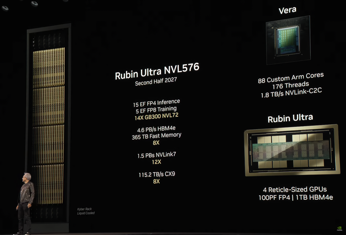 Rubin Ultra NVL576
Second Half 2027
15 EF FP4 Inference
5 EF FP8 Training
14X GB300 NVL72
4.6 PB/s HBM4e
365 TB Fast Memory
8X
1.5 PBs NVLink7
12X
115.2 TB/s CX9
8X
Vera
88 Custom Arm Cores
176 Threads
1.8 TB/s NVLink-C2C
Rubin Ultra
4 Reticle-Sized GPUs
100PF FP4 | 1TB HBM4e